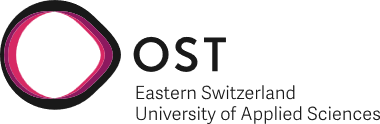 OST
Eastern Switzerland
University of Applied Sciences